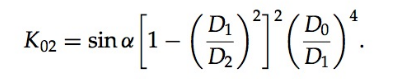 K₀₂ = sin α [1 − (D₁/D₂)²]² (D₀/D₁)⁴.